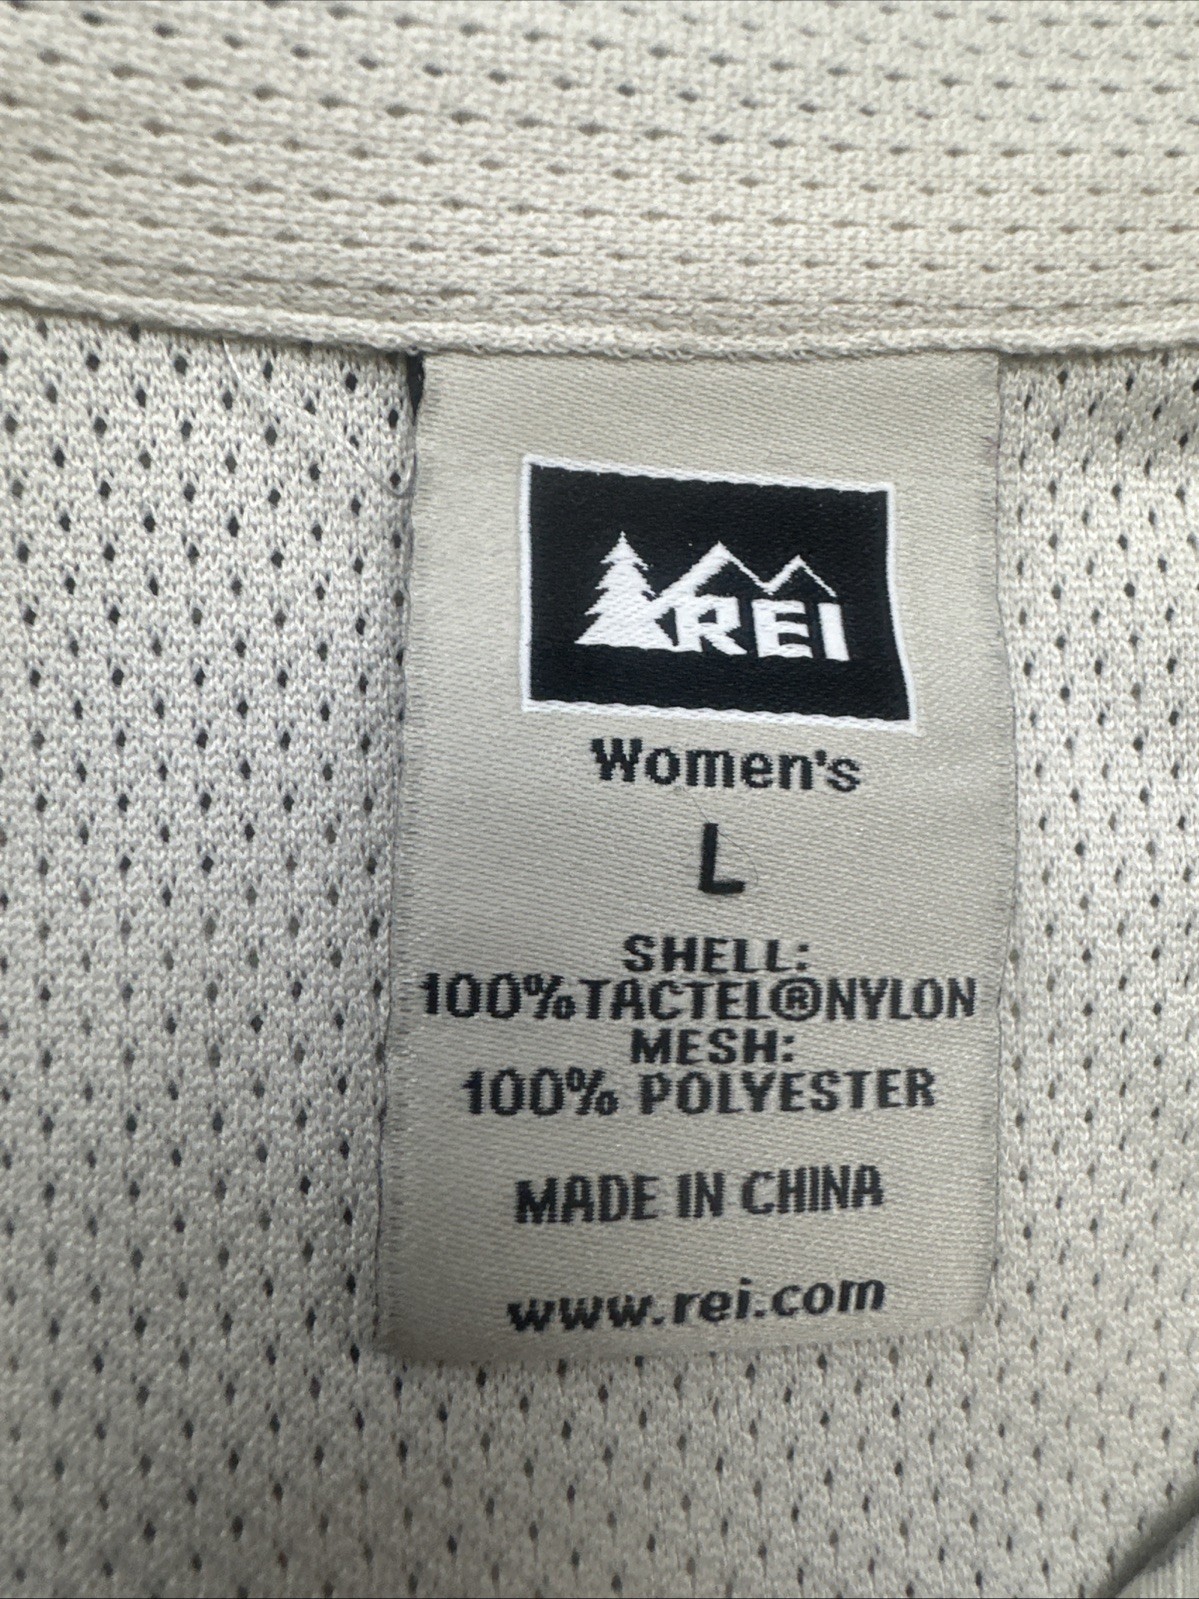 REI
Women's
L
SHELL:
100%TACTEL®NYLON
MESH:
100% POLYESTER
MADE IN CHINA
www.rei.com